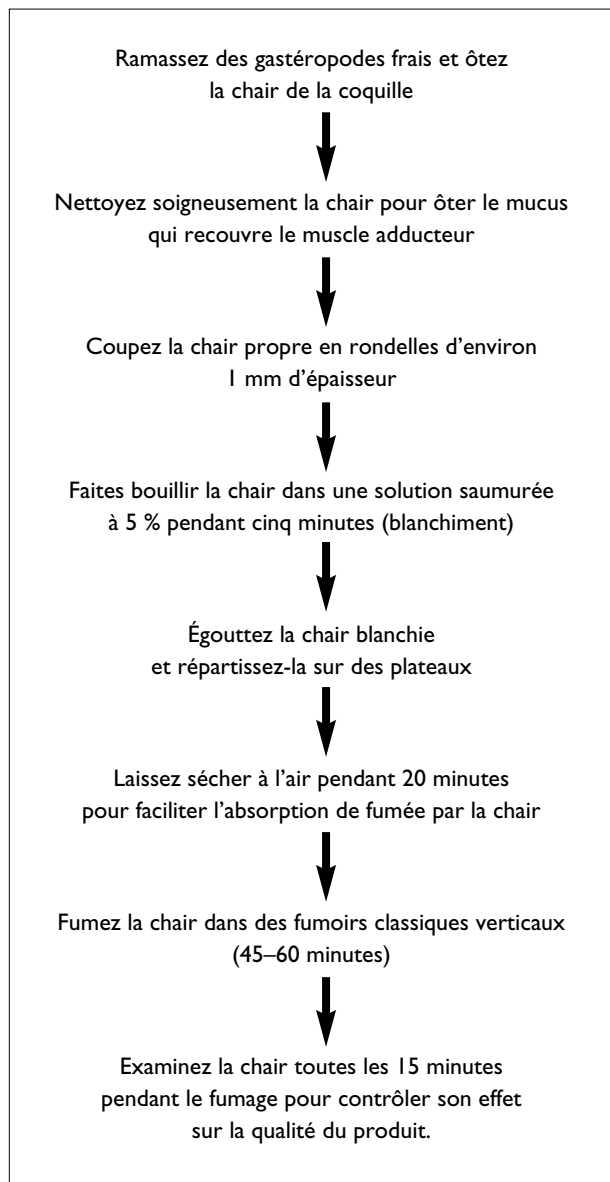 Ramassez des gastéropodes frais et ôtez
la chair de la coquille
Nettoyez soigneusement la chair pour ôter le mucus
qui recouvre le muscle adducteur
Coupez la chair propre en rondelles d’environ
1 mm d’épaisseur
Faites bouillir la chair dans une solution saumurée
à 5 % pendant cinq minutes (blanchiment)
Égouttez la chair blanchie
et répartissez-la sur des plateaux
Laissez sécher à l’air pendant 20 minutes
pour faciliter l’absorption de fumée par la chair
Fumez la chair dans des fumoirs classiques verticaux
(45–60 minutes)
Examinez la chair toutes les 15 minutes
pendant le fumage pour contrôler son effet
sur la qualité du produit.